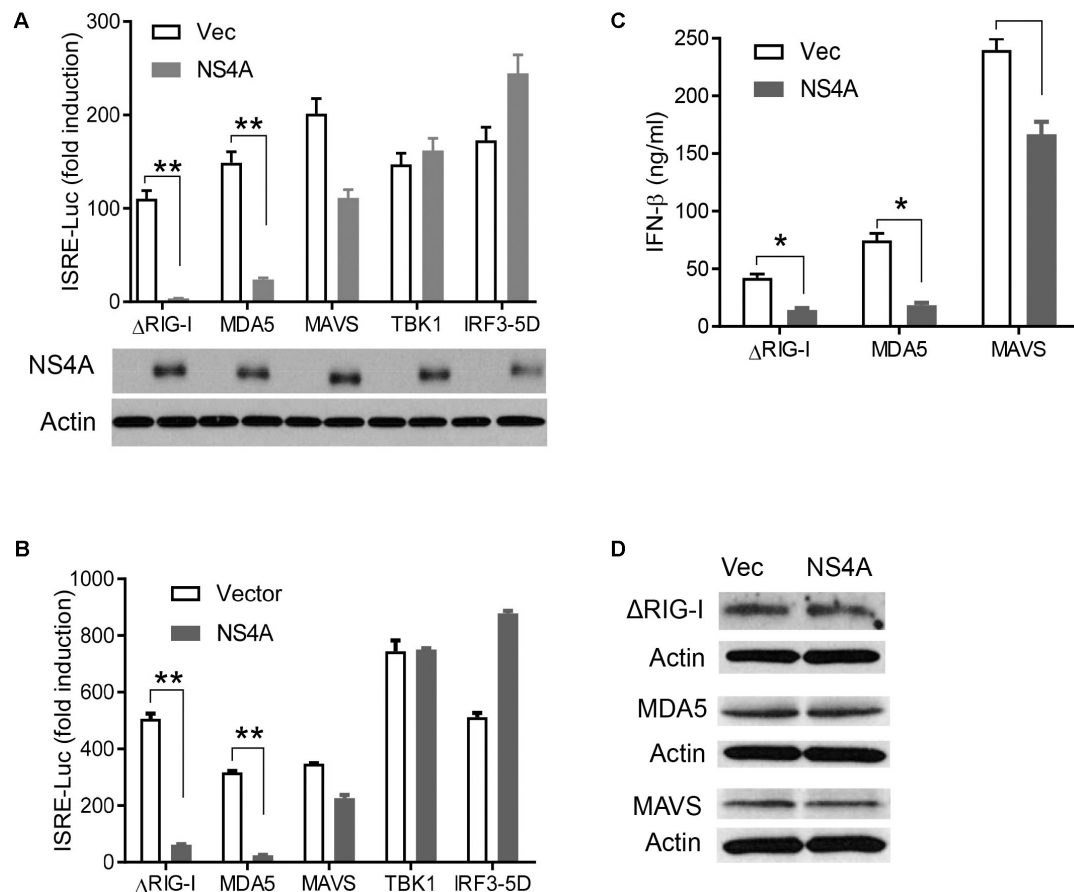 A
ISRE-Luc (fold induction)
300
200
100
0
Vec
NS4A
**
**
ΔRIG-I MDA5 MAVS TBK1 IRF3-5D
NS4A
Actin
C
IFN-β (ng/ml)
250
200
150
100
50
0
Vec
NS4A
*
*
ΔRIG-I MDA5 MAVS
B
ISRE-Luc (fold induction)
1000
800
600
400
200
0
Vector
NS4A
**
**
ΔRIG-I MDA5 MAVS TBK1 IRF3-5D
D
Vec NS4A
ΔRIG-I
Actin
MDA5
Actin
MAVS
Actin